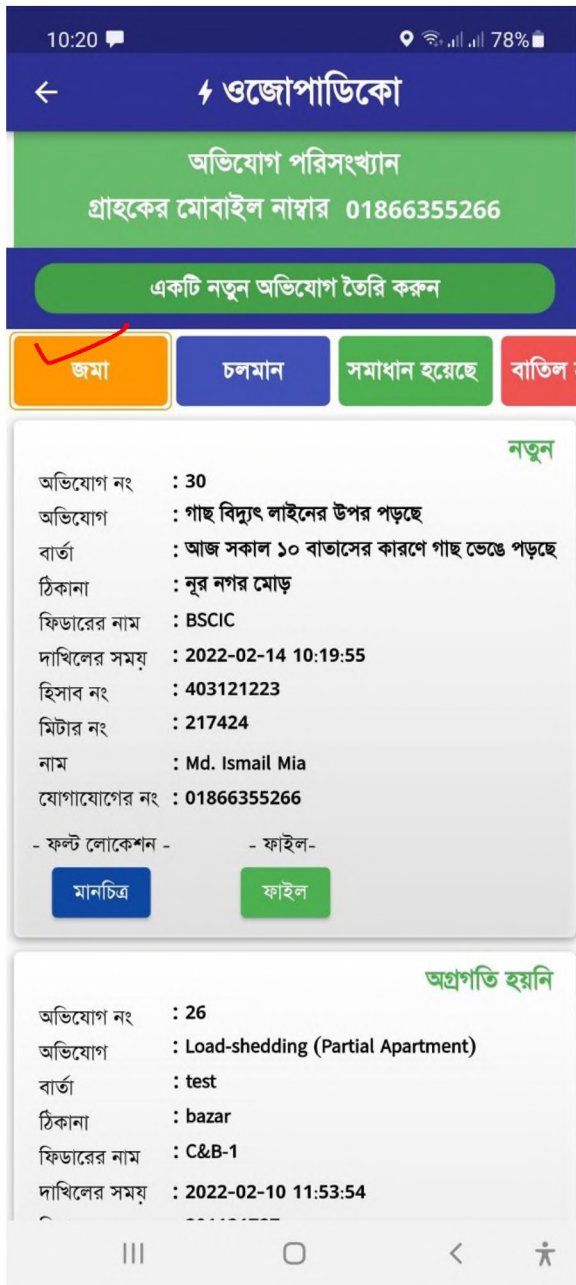 10:20 78%
ওজোপাডিকো
অভিযোগ পরিসংখ্যান
গ্রাহকের মোবাইল নাম্বার 01866355266
একটি নতুন অভিযোগ তৈরি করুন
জমা চলমান সমাধান হয়েছে বাতিল
নতুন
অভিযোগ নং : 30
অভিযোগ : গাছ বিদ্যুৎ লাইনের উপর পড়ছে
বার্তা : আজ সকাল ১০ বাতাসের কারণে গাছ ভেঙে পড়ছে
ঠিকানা : নূর নগর মোড়
ফিডারের নাম : BSCIC
দাখিলের সময় : 2022-02-14 10:19:55
হিসাব নং : 403121223
মিটার নং : 217424
নাম : Md. Ismail Mia
যোগাযোগের নং : 01866355266
- ফল্ট লোকেশন - - ফাইল-
মানচিত্র ফাইল
অগ্রগতি হয়নি
অভিযোগ নং : 26
অভিযোগ : Load-shedding (Partial Apartment)
বার্তা : test
ঠিকানা : bazar
ফিডারের নাম : C&B-1
দাখিলের সময় : 2022-02-10 11:53:54